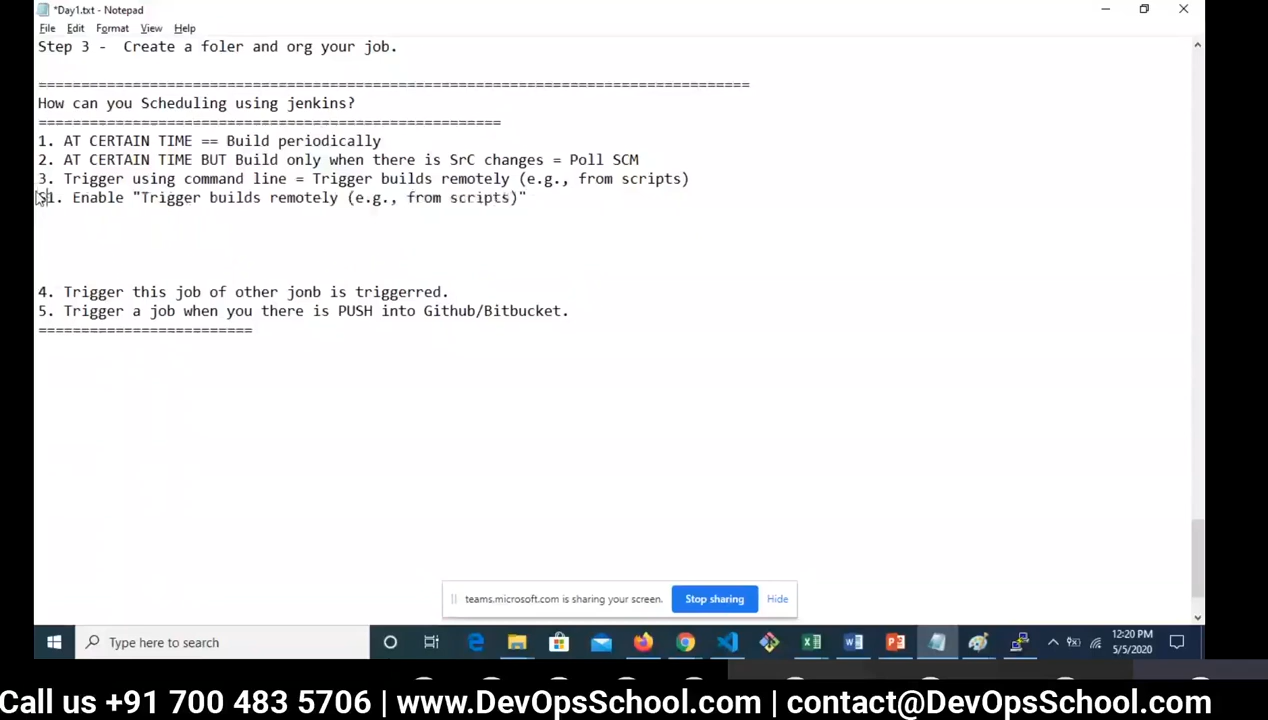 *Day1.txt - Notepad
File Edit Format View Help
Step 3 -  Create a foler and org your job.
===================================================================================
How can you Scheduling using jenkins?
======================================================
1. AT CERTAIN TIME == Build periodically
2. AT CERTAIN TIME BUT Build only when there is SrC changes = Poll SCM
3. Trigger using command line = Trigger builds remotely (e.g., from scripts)
S1. Enable "Trigger builds remotely (e.g., from scripts)"
4. Trigger this job of other jonb is triggerred.
5. Trigger a job when you there is PUSH into Github/Bitbucket.
=========================
teams.microsoft.com is sharing your screen. Stop sharing Hide
Type here to search
12:20 PM
5/5/2020
Call us +91 700 483 5706 | www.DevOpsSchool.com | contact@DevOpsSchool.com